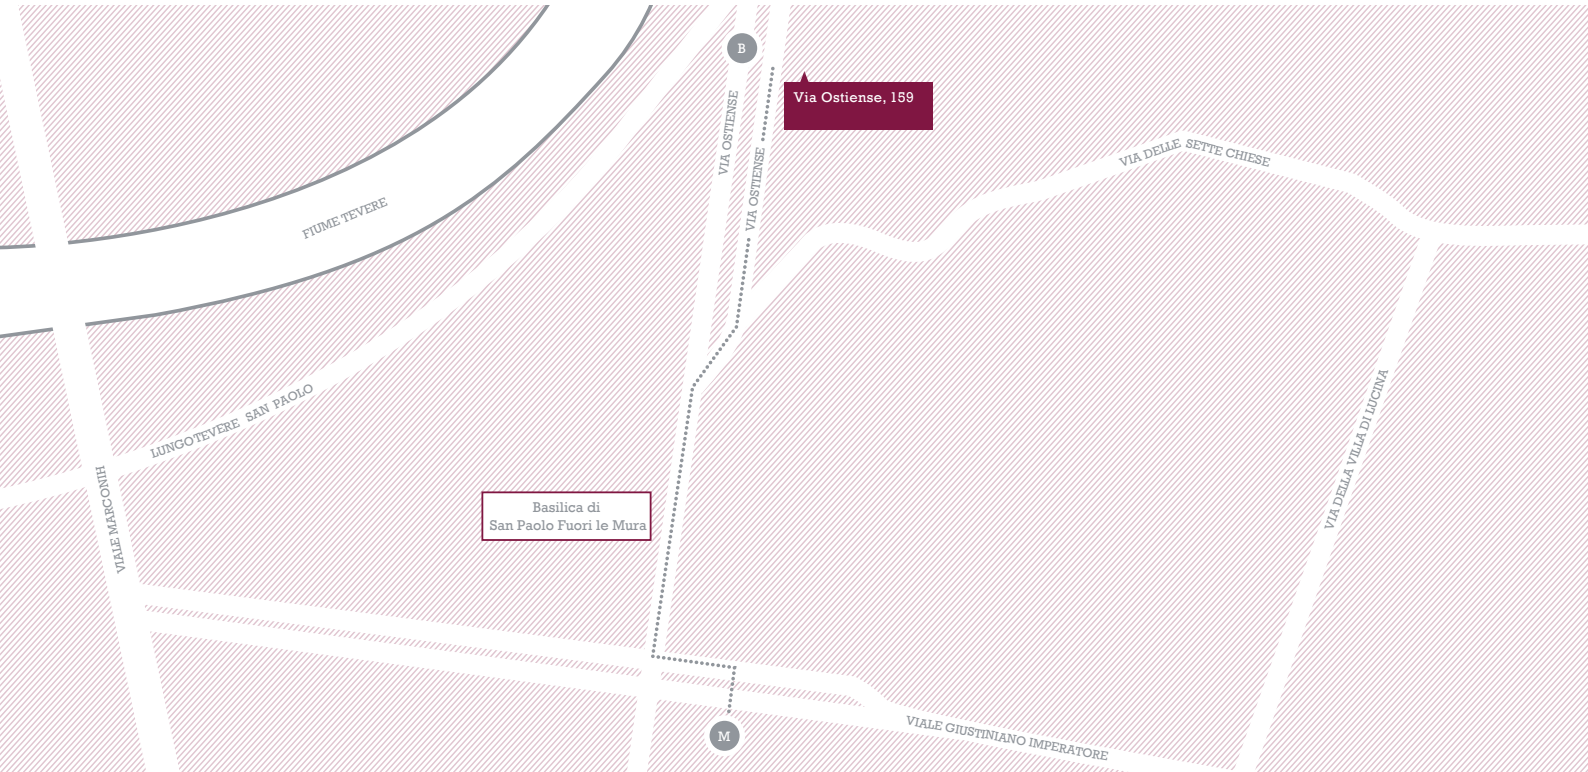 B
Via Ostiense, 159
VIA OSTIENSE
VIA OSTIENSE
VIA DELLE SETTE CHIESE
FIUME TEVERE
LUNGOTEVERE SAN PAOLO
VIALE MARCONIH
VIA DELLA VILLA DI LUCINA
Basilica di
San Paolo Fuori le Mura
M
VIALE GIUSTINIANO IMPERATORE